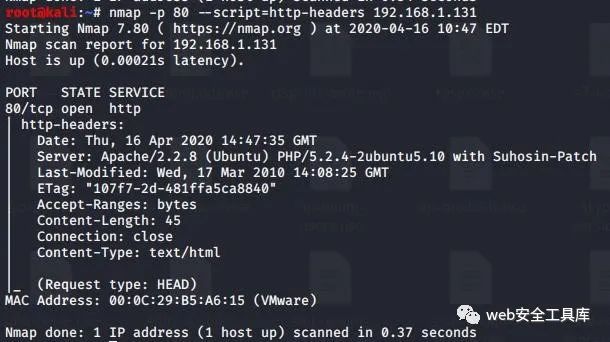 root@kali:~# nmap -p 80 --script=http-headers 192.168.1.131
Starting Nmap 7.80 ( https://nmap.org ) at 2020-04-16 10:47 EDT
Nmap scan report for 192.168.1.131
Host is up (0.00021s latency).
PORT   STATE SERVICE
80/tcp open  http
| http-headers:
|   Date: Thu, 16 Apr 2020 14:47:35 GMT
|   Server: Apache/2.2.8 (Ubuntu) PHP/5.2.4-2ubuntu5.10 with Suhosin-Patch
|   Last-Modified: Wed, 17 Mar 2010 14:08:25 GMT
|   ETag: "107f7-2d-481ffa5ca8840"
|   Accept-Ranges: bytes
|   Content-Length: 45
|   Connection: close
|   Content-Type: text/html
|
|_  (Request type: HEAD)
MAC Address: 00:0C:29:B5:A6:15 (VMware)
web安全工具库
Nmap done: 1 IP address (1 host up) scanned in 0.37 seconds